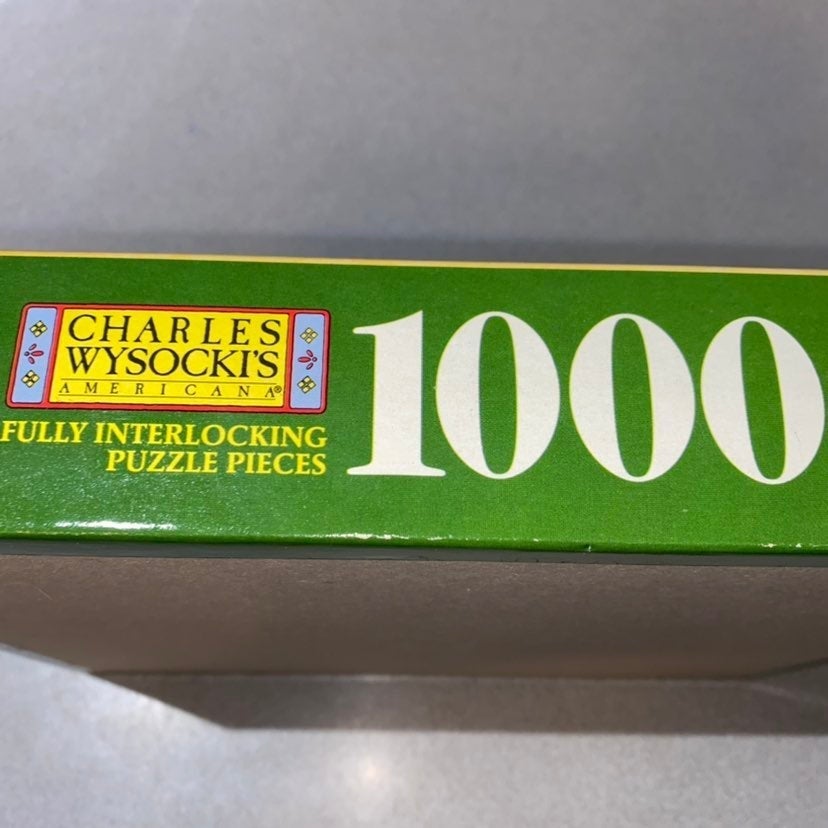 CHARLES
WYSOCKI'S
AMERICANA®
FULLY INTERLOCKING
PUZZLE PIECES
1000